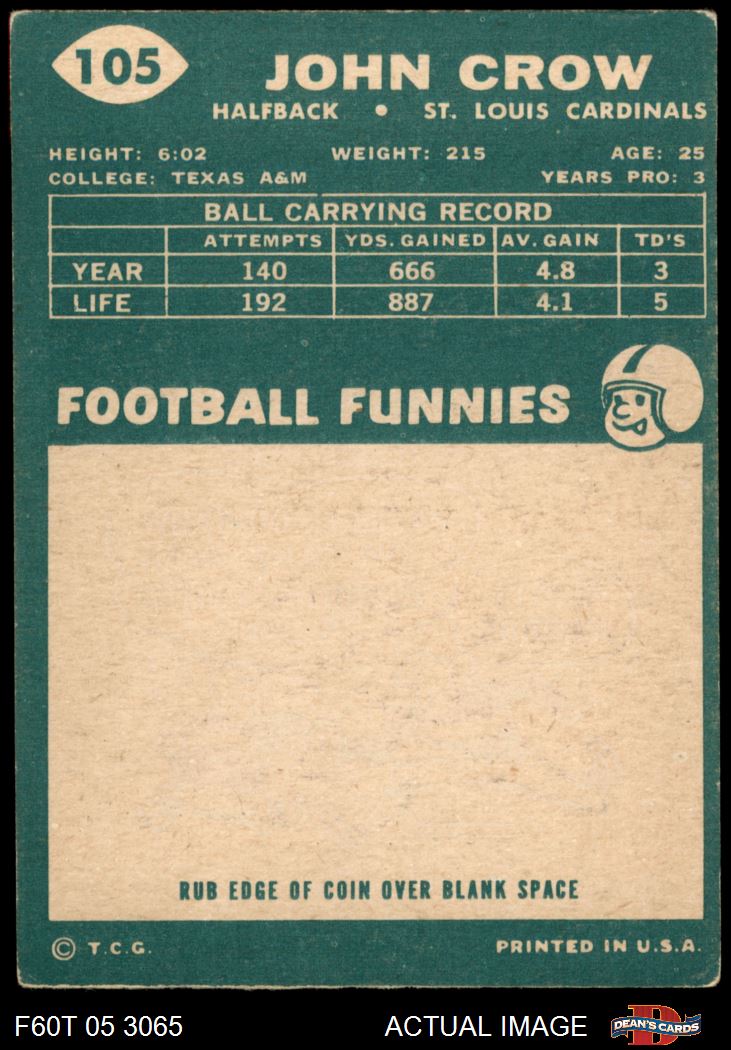 105
JOHN CROW
HALFBACK • ST. LOUIS CARDINALS
HEIGHT: 6:02 WEIGHT: 215 AGE: 25
COLLEGE: TEXAS A&M YEARS PRO: 3
BALL CARRYING RECORD
ATTEMPTS YDS. GAINED AV. GAIN TD'S
YEAR 140 666 4.8 3
LIFE 192 887 4.1 5
FOOTBALL FUNNIES
RUB EDGE OF COIN OVER BLANK SPACE
© T.C.G. PRINTED IN U.S.A.
F60T 05 3065 ACTUAL IMAGE D DEAN'S CARDS